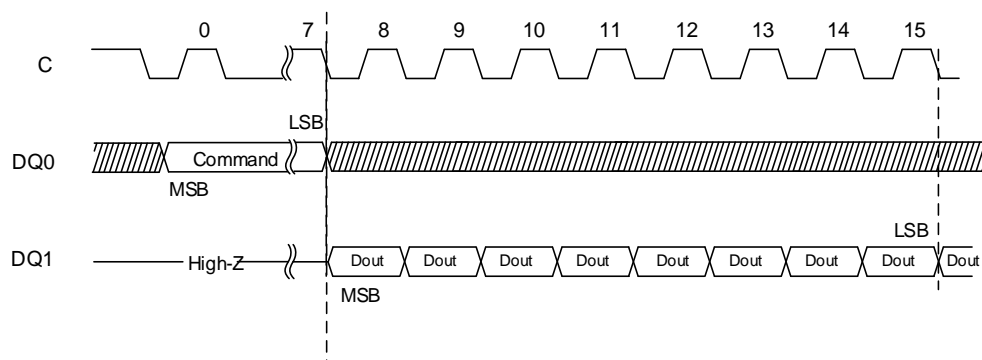 0 7 8 9 10 11 12 13 14 15
C
LSB
DQ0 Command
MSB
LSB
DQ1 High-Z Dout Dout Dout Dout Dout Dout Dout Dout Dout
MSB